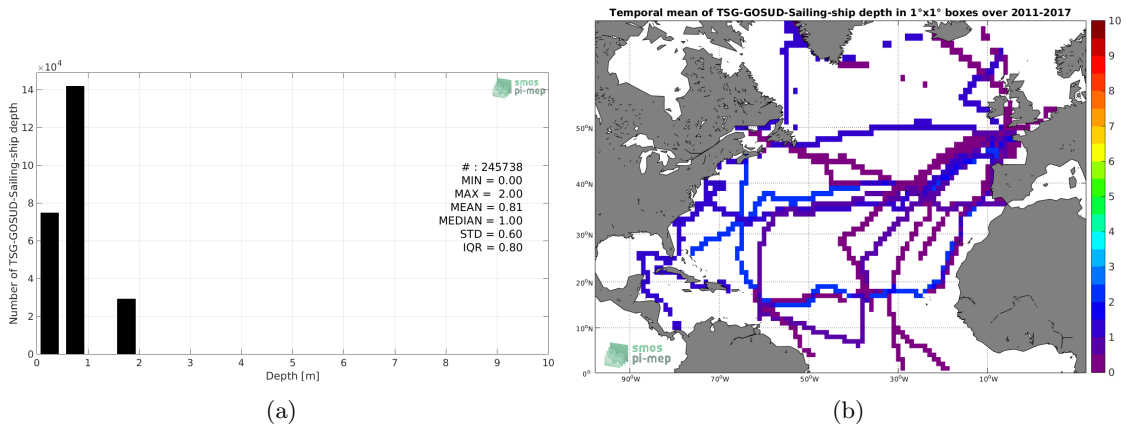 ×10⁴
14
12
10
8
6
4
2
0
Number of TSG-GOSUD-Sailing-ship depth
smos
pi-mep
# : 245738
MIN = 0.00
MAX = 2.00
MEAN = 0.81
MEDIAN = 1.00
STD = 0.60
IQR = 0.80
0 1 2 3 4 5 6 7 8 9 10
Depth [m]
(a)
Temporal mean of TSG-GOSUD-Sailing-ship depth in 1°x1° boxes over 2011-2017
50°N
40°N
30°N
20°N
10°N
0°
90°W 70°W 50°W 29°W 10°W
smos
pi-mep
10
9
8
7
6
5
4
3
2
1
0
(b)